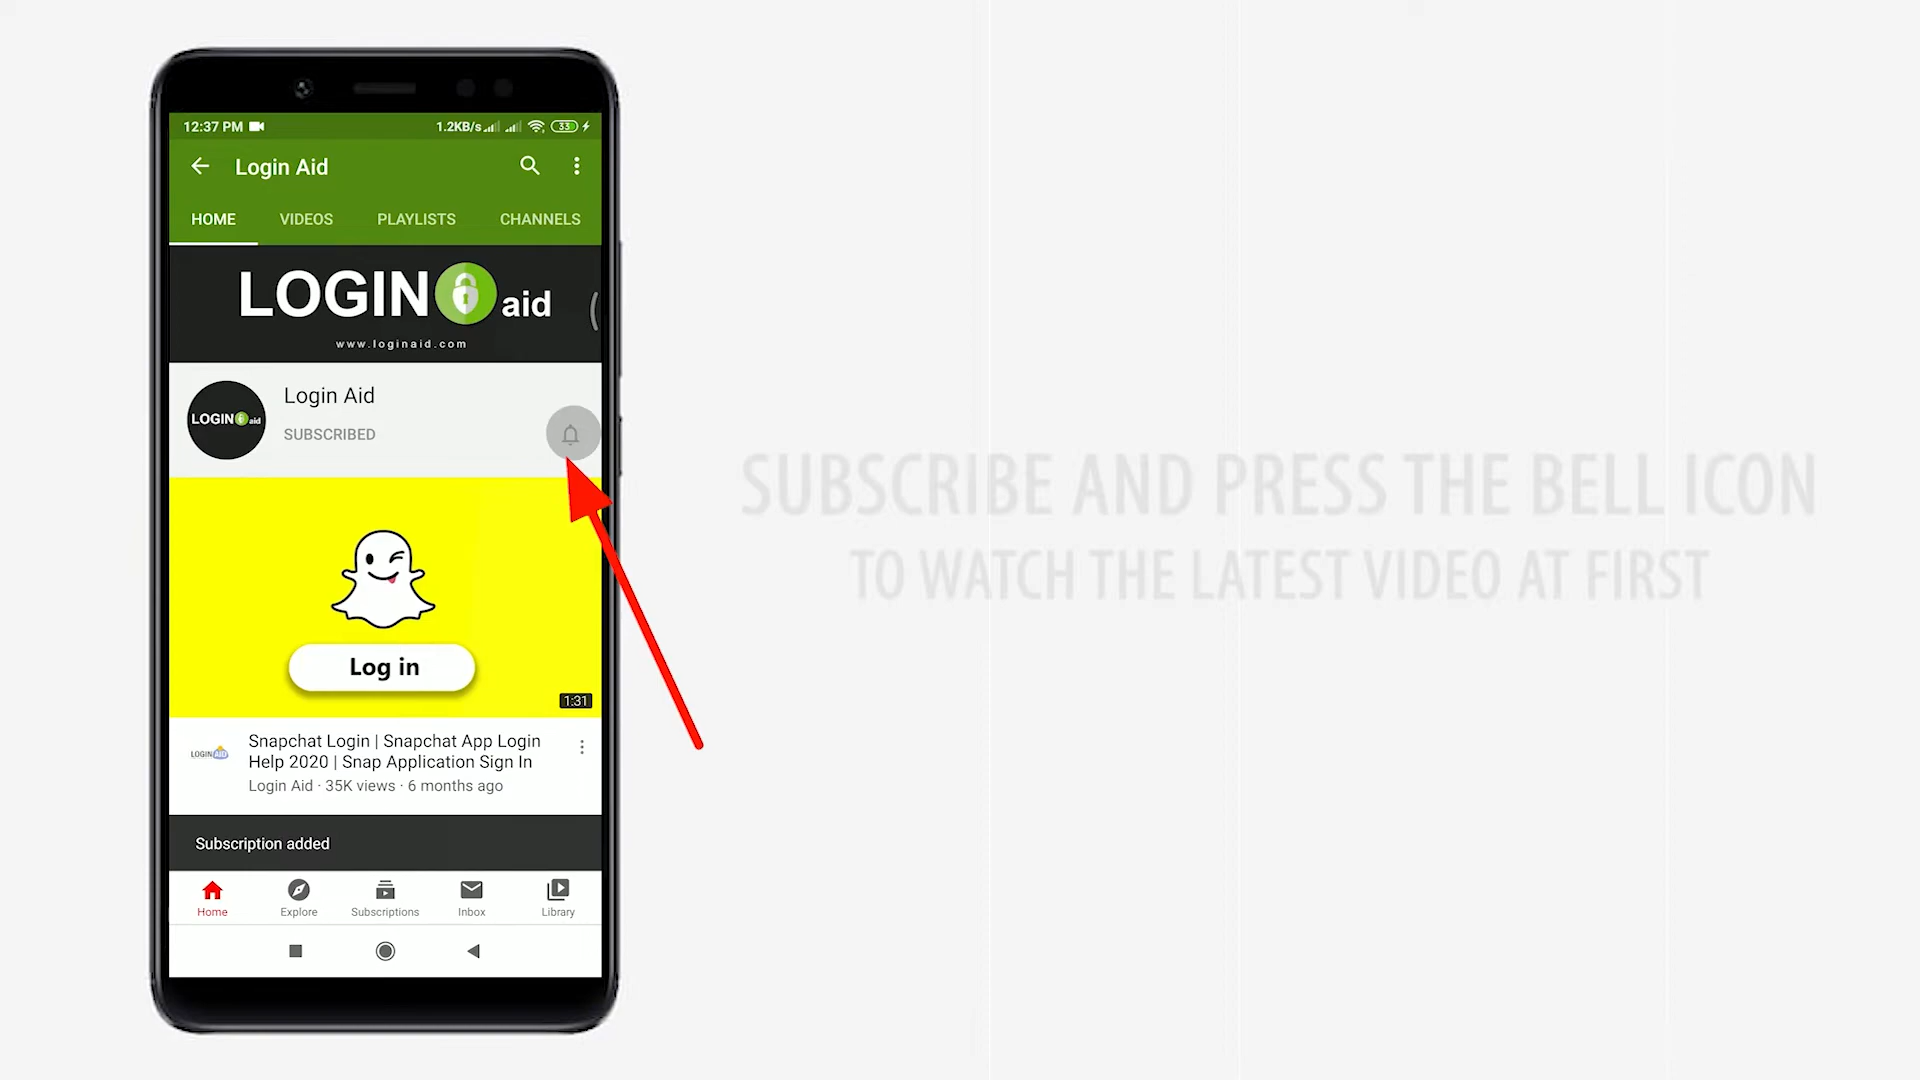 12:37 PM 1.2KB/s 33
Login Aid
HOME VIDEOS PLAYLISTS CHANNELS
LOGIN aid
www.loginaid.com
LOGIN aid
Login Aid
SUBSCRIBED
Log in
1:31
LOGIN AID
Snapchat Login | Snapchat App Login
Help 2020 | Snap Application Sign In
Login Aid · 35K views · 6 months ago
Subscription added
Home Explore Subscriptions Inbox Library
SUBSCRIBE AND PRESS THE BELL ICON
TO WATCH THE LATEST VIDEO AT FIRST